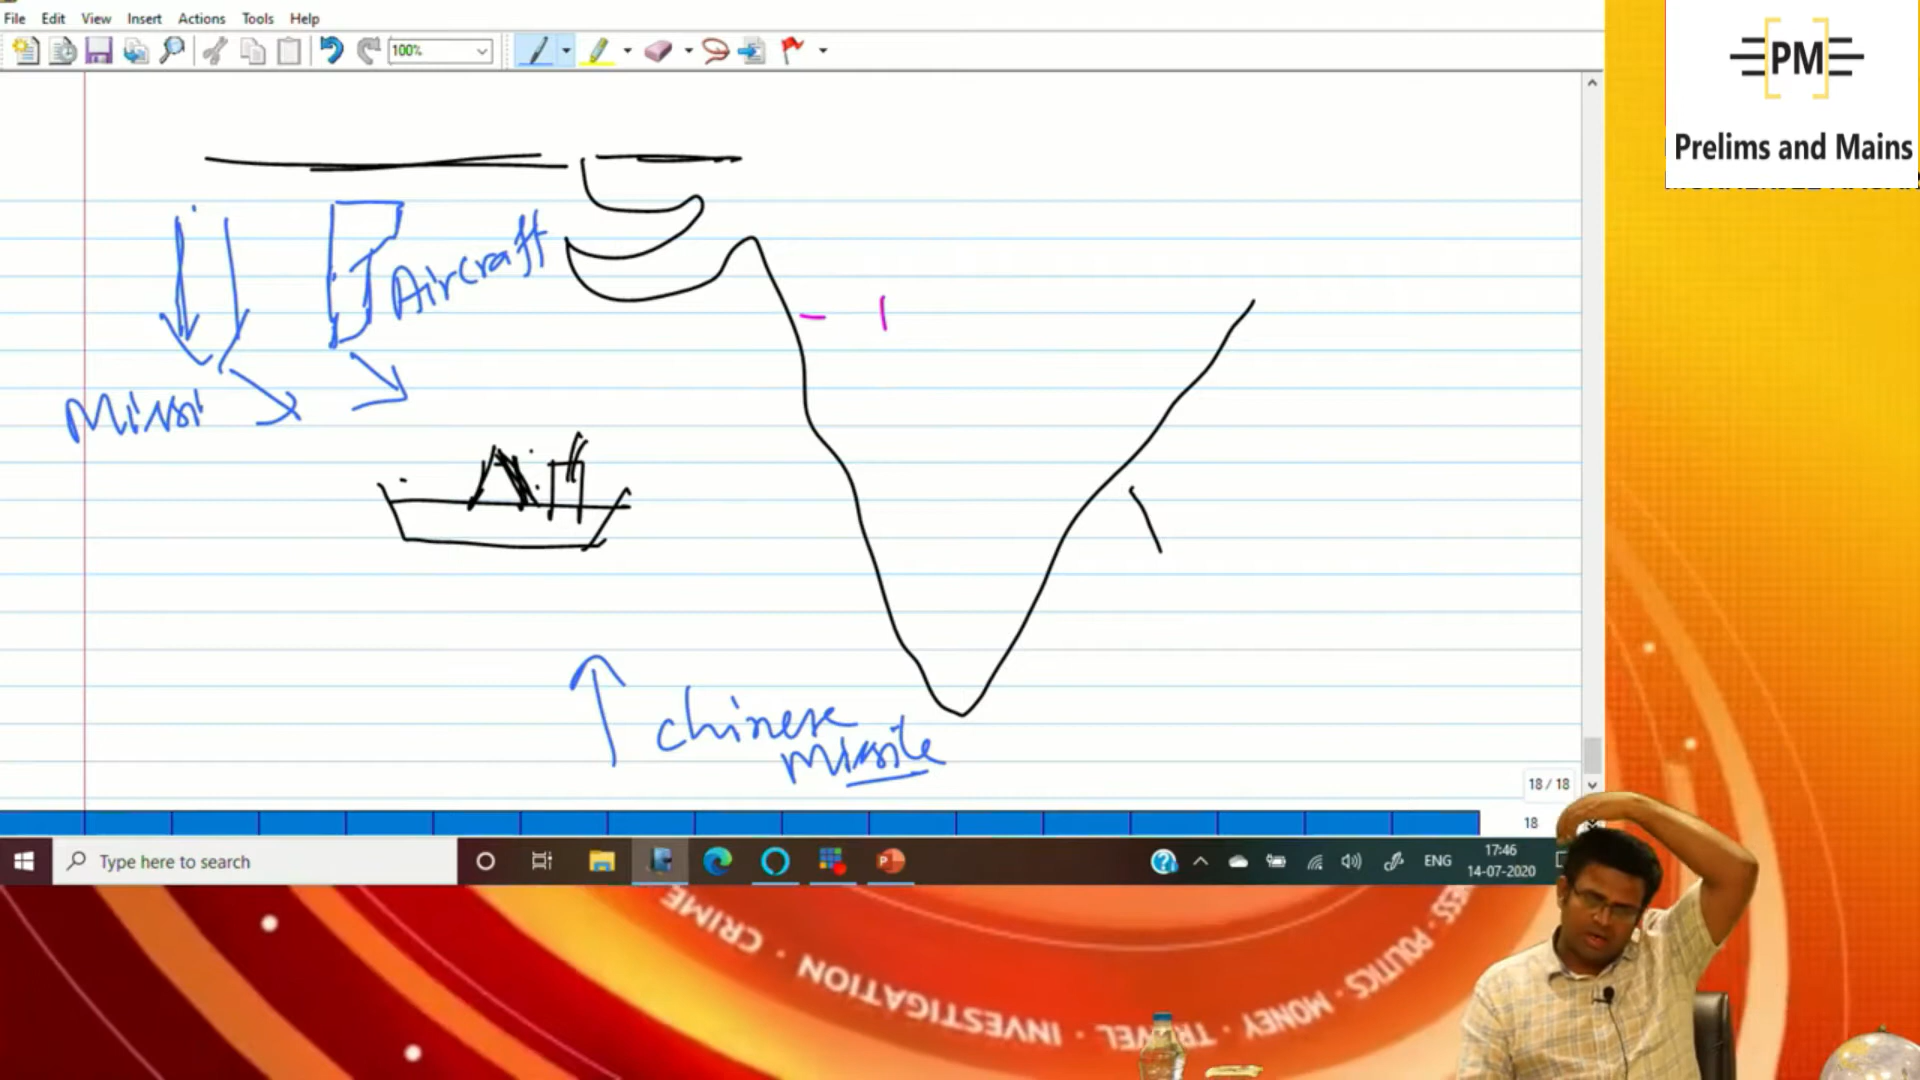 File Edit View Insert Actions Tools Help
100%
PM
Prelims and Mains
Aircraft
Missi
Chinese
missile
18 / 18
18
Type here to search
ENG
17:46
14-07-2020
CRIME · INVESTIGATION · TRAVEL · MONEY · POLITICS ·